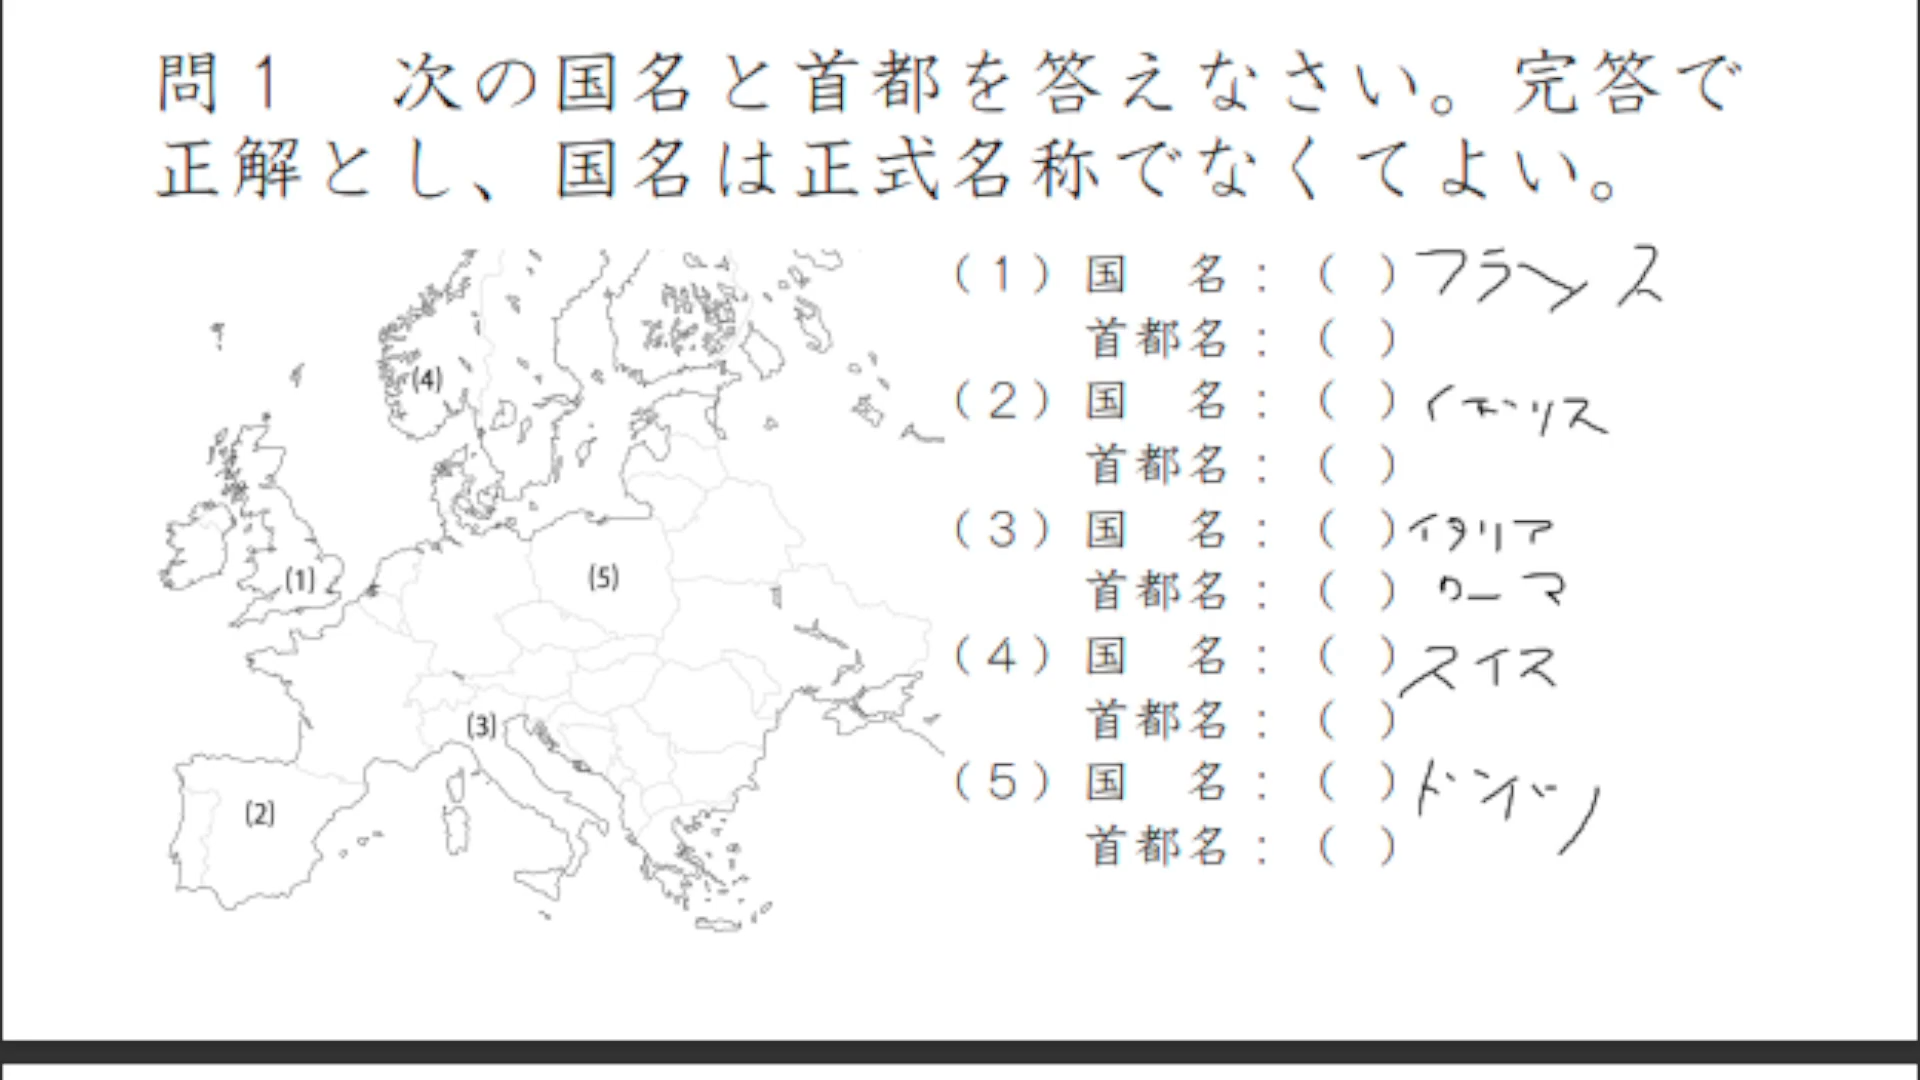 問1 次の国名と首都を答えなさい。完答で
正解とし、国名は正式名称でなくてよい。
(4)
(1)
(5)
(3)
(2)
(1)国 名:( )フランス
首都名:( )
(2)国 名:( )イギリス
首都名:( )
(3)国 名:( )イタリア
首都名:( )ローマ
(4)国 名:( )スイス
首都名:( )
(5)国 名:( )ドイツ
首都名:( )